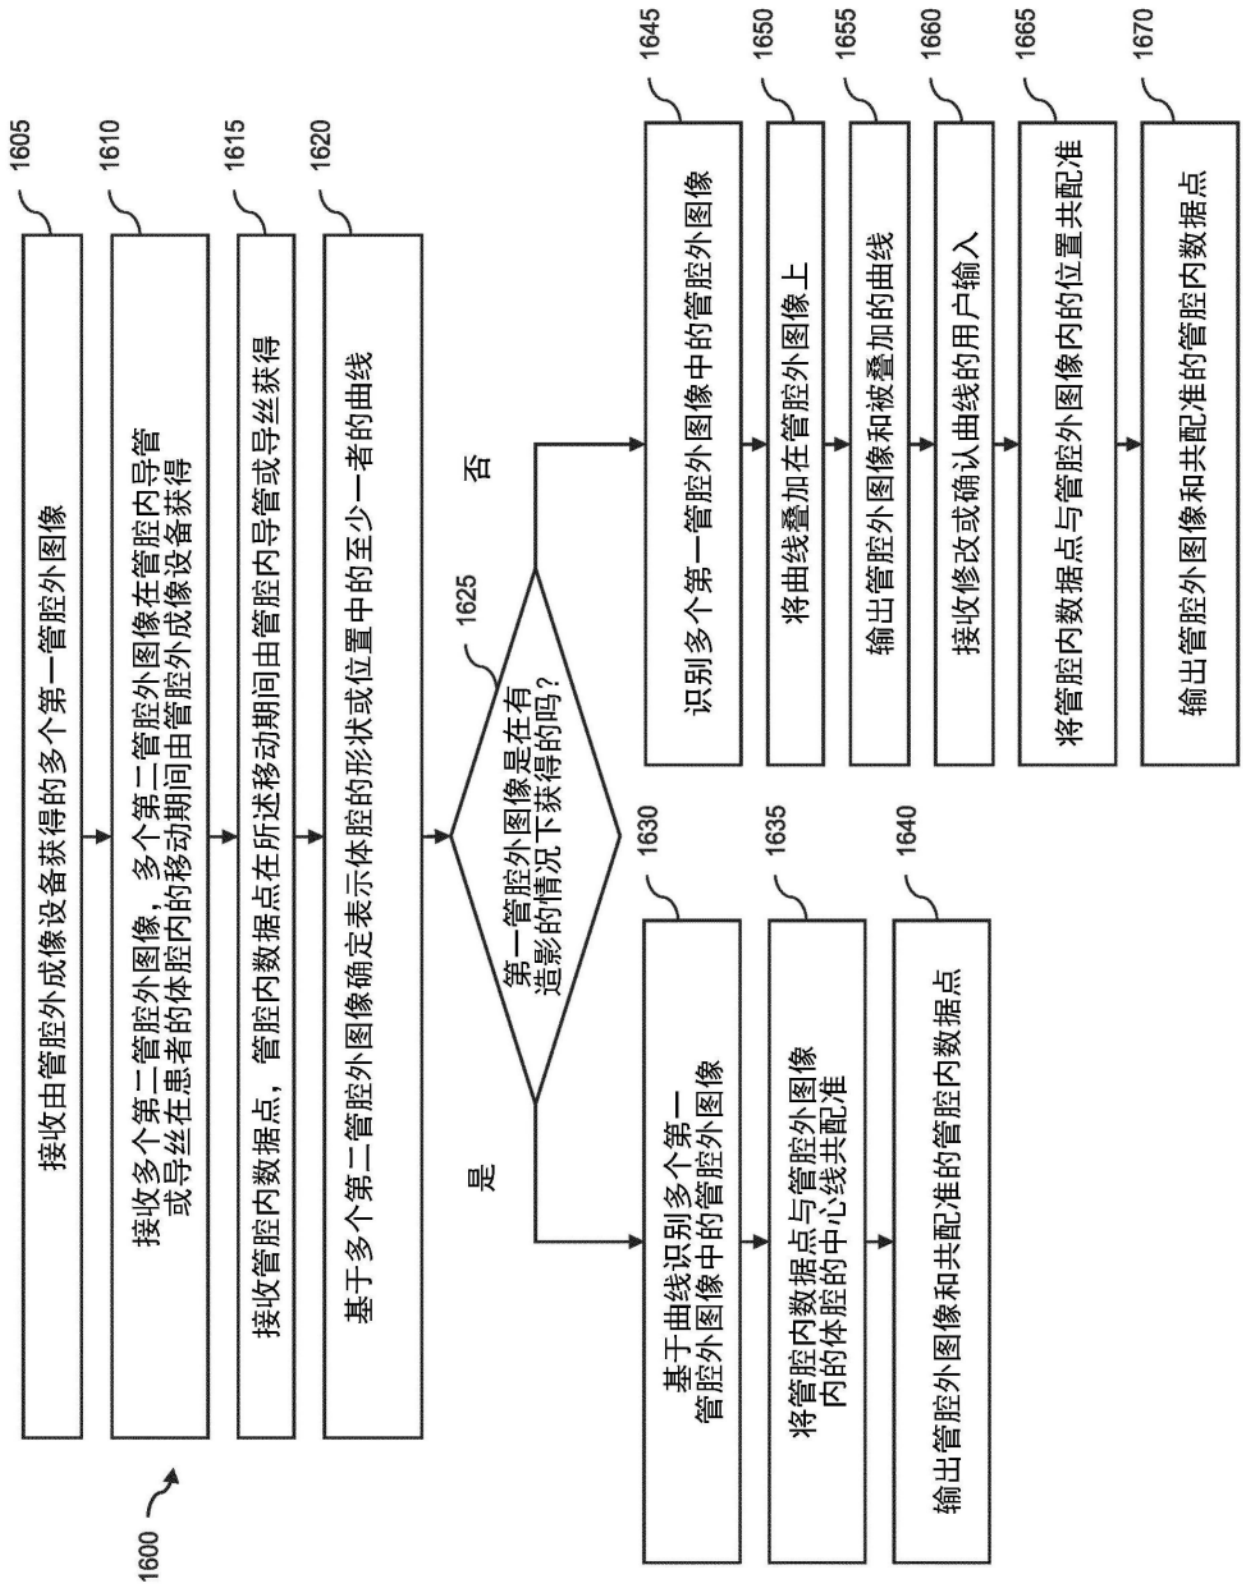 1600
1605
接收由管腔外成像设备获得的多个第一管腔外图像
1610
接收多个第二管腔外图像，多个第二管腔外图像在管腔内导管
或导丝在患者的体腔内的移动期间由管腔外成像设备获得
1615
接收管腔内数据点，管腔内数据点在所述移动期间由管腔内导管或导丝获得
1620
基于多个第二管腔外图像确定表示体腔的形状或位置中的至少一者的曲线
1625
第一管腔外图像是在有
造影的情况下获得的吗？
是
否
1630
基于曲线识别多个第一
管腔外图像中的管腔外图像
1635
将管腔内数据点与管腔外图像
内的体腔的中心线共配准
1640
输出管腔外图像和共配准的管腔内数据点
1645
识别多个第一管腔外图像中的管腔外图像
1650
将曲线叠加在管腔外图像上
1655
输出管腔外图像和被叠加的曲线
1660
接收修改或确认曲线的用户输入
1665
将管腔内数据点与管腔外图像内的位置共配准
1670
输出管腔外图像和共配准的管腔内数据点